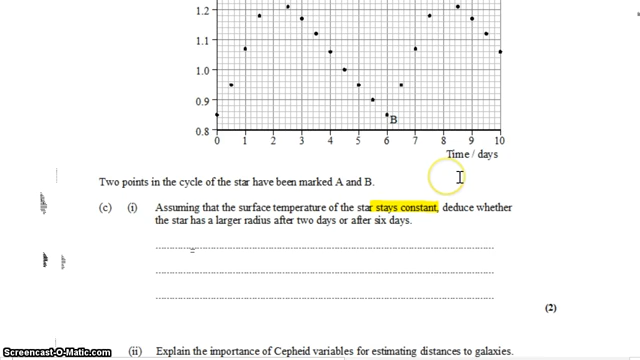 1.2
1.1
1.0
0.9
B
0.8
0 1 2 3 4 5 6 7 8 9 10
Time / days
Two points in the cycle of the star have been marked A and B.
(c) (i) Assuming that the surface temperature of the star stays constant, deduce whether
the star has a larger radius after two days or after six days.
(2)
(ii) Explain the importance of Cepheid variables for estimating distances to galaxies.
Screencast-O-Matic.com